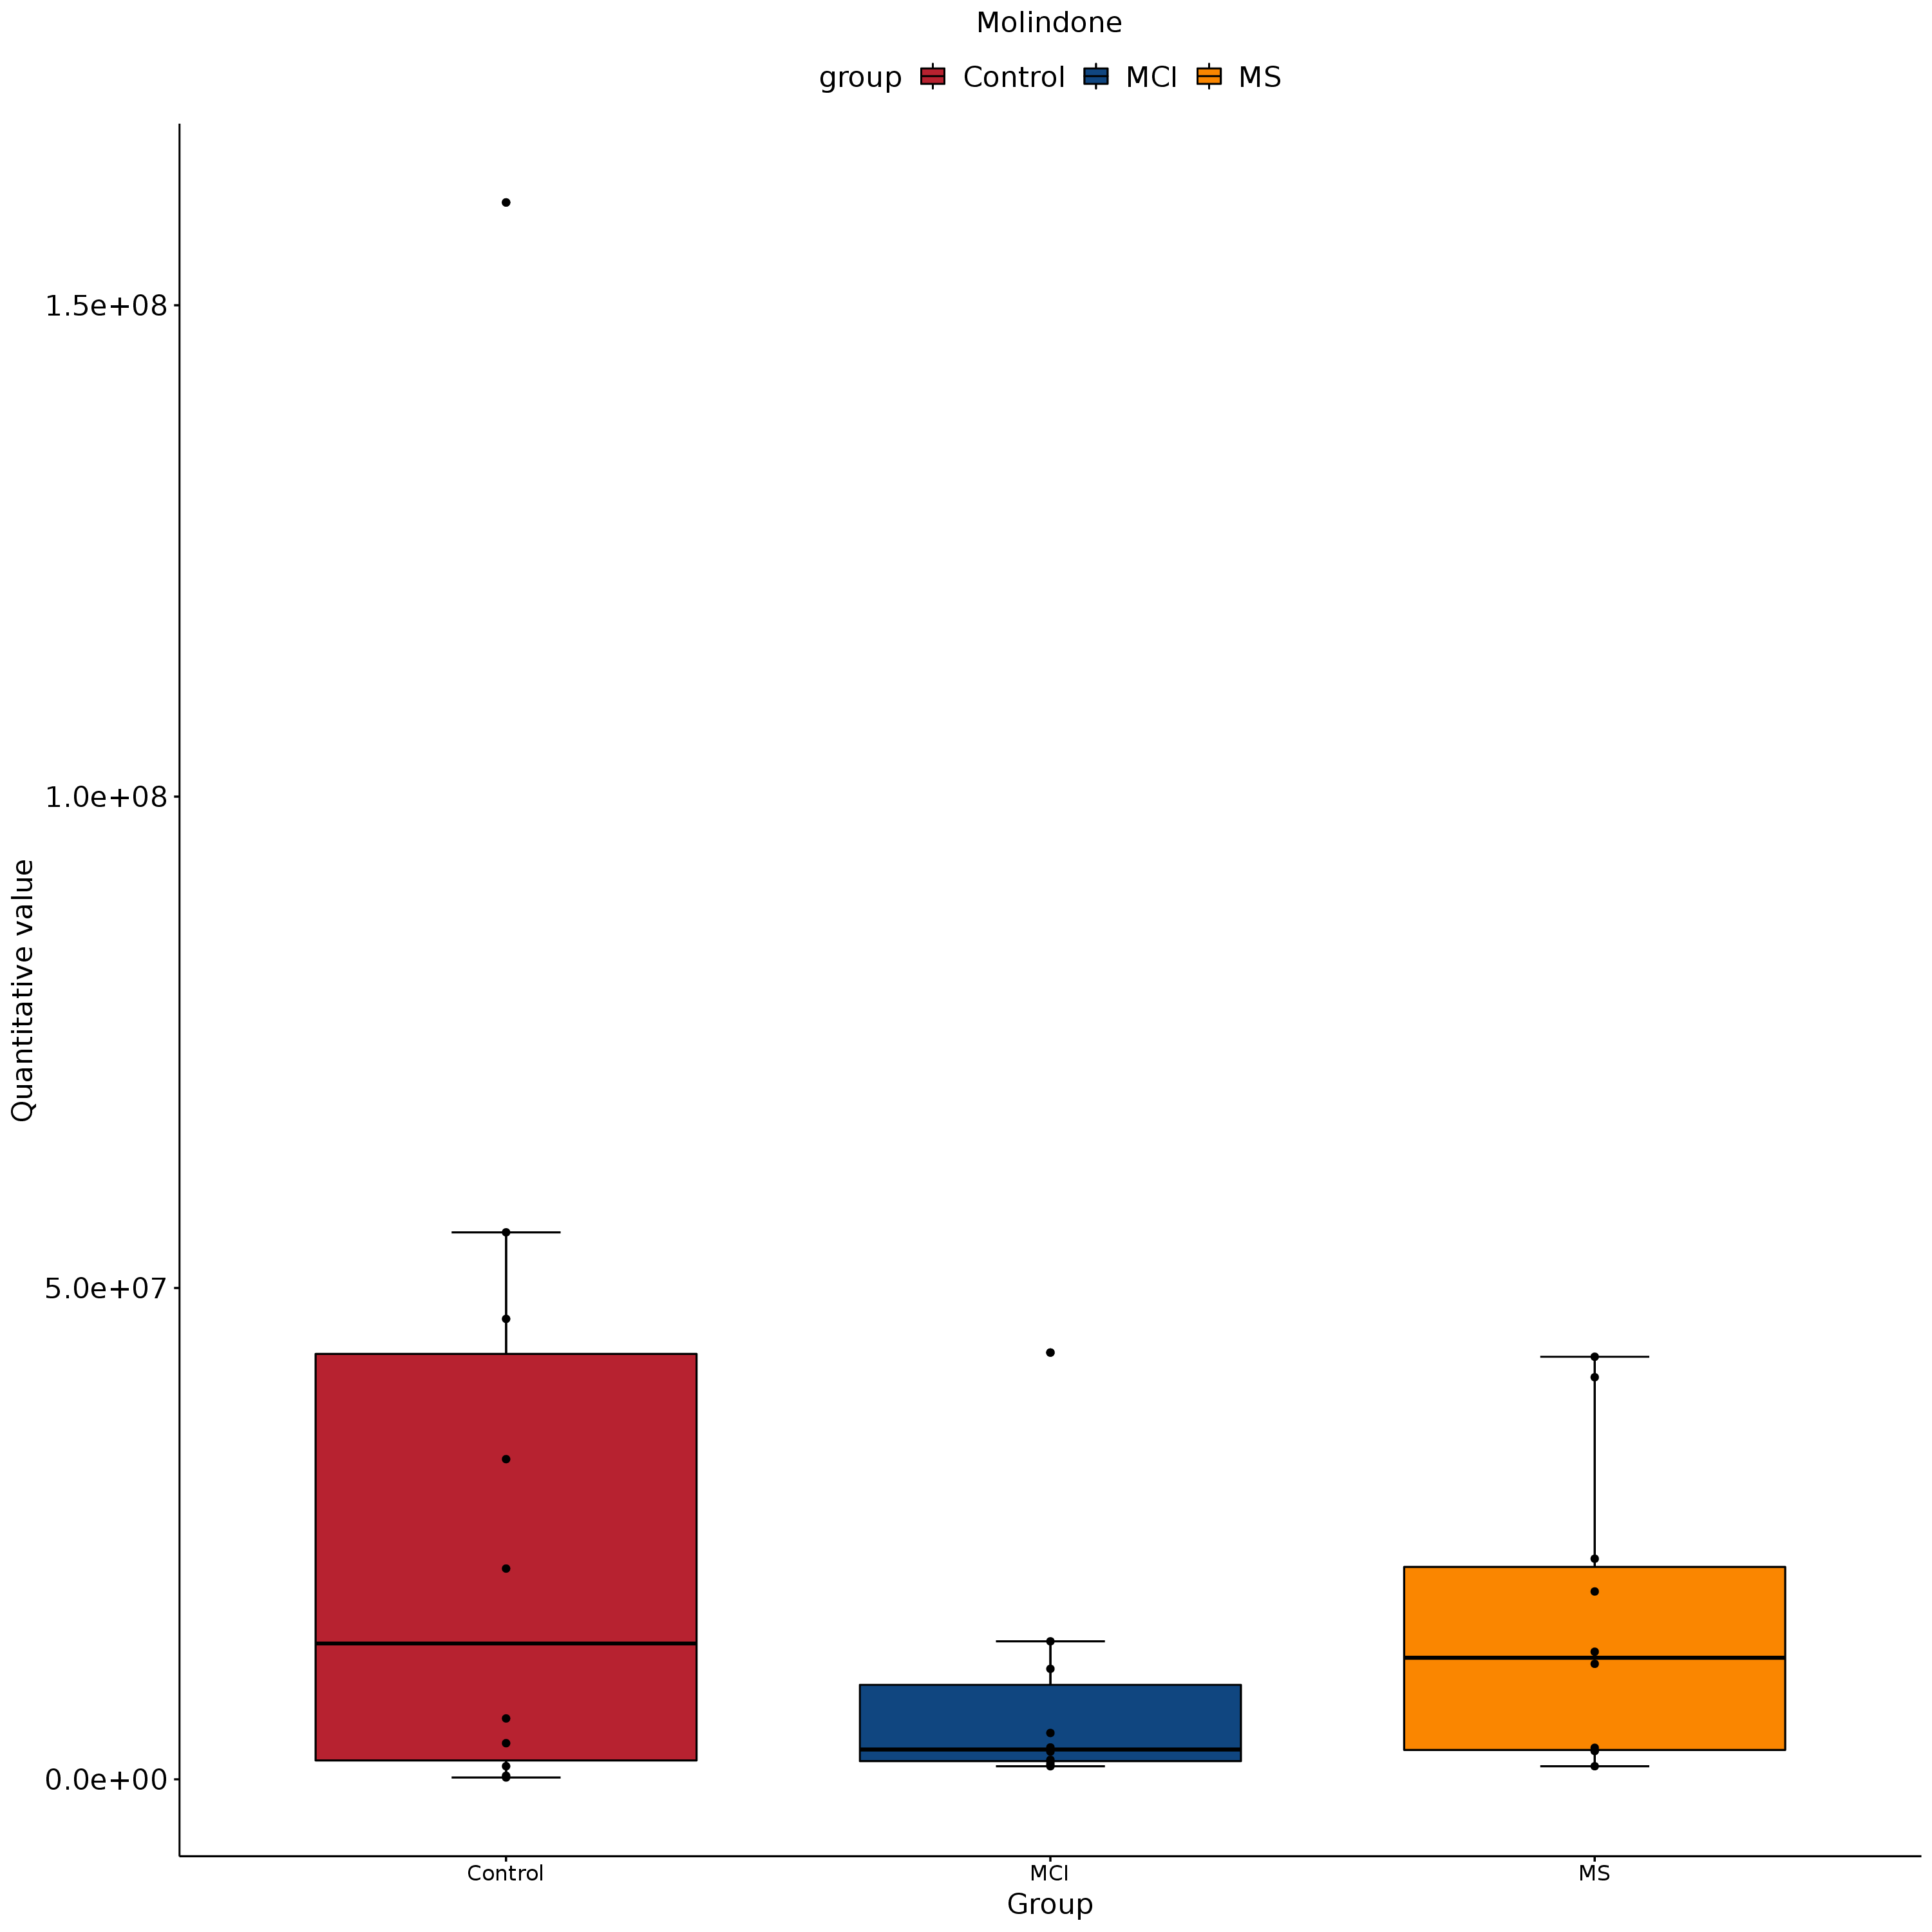 Molindone
group Control MCI MS
1.5e+08
1.0e+08
5.0e+07
0.0e+00
Quantitative value
Control MCI MS
Group